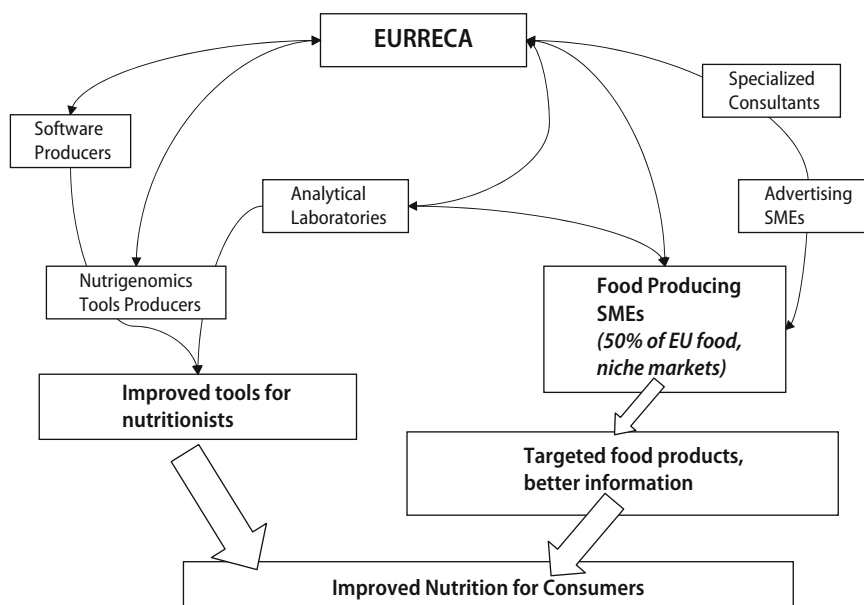 EURRECA
Specialized
Consultants
Software
Producers
Analytical
Laboratories
Advertising
SMEs
Nutrigenomics
Tools Producers
Food Producing
SMEs
(50% of EU food,
niche markets)
Improved tools for
nutritionists
Targeted food products,
better information
Improved Nutrition for Consumers